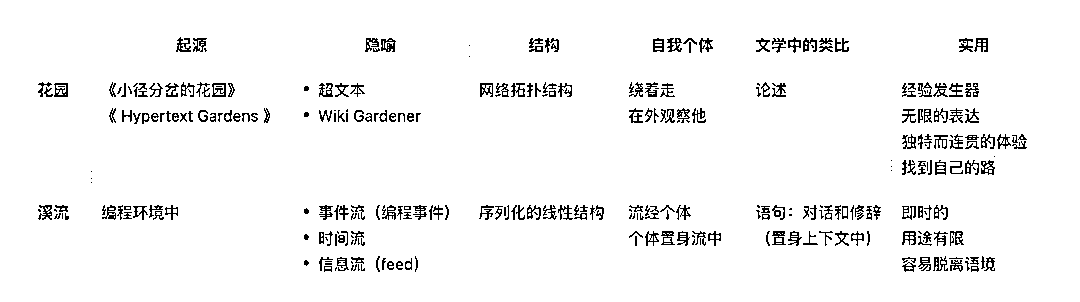 起源 隐喻 结构 自我个体 文学中的类比 实用
花园 《小径分岔的花园》 • 超文本 网络拓扑结构 绕着走 论述 经验发生器
《 Hypertext Gardens 》 • Wiki Gardener 在外观察他 无限的表达
独特而连贯的体验
找到自己的路
溪流 编程环境中 • 事件流（编程事件） 序列化的线性结构 流经个体 语句：对话和修辞 即时的
• 时间流 个体置身流中 （置身上下文中） 用途有限
• 信息流（feed） 容易脱离语境